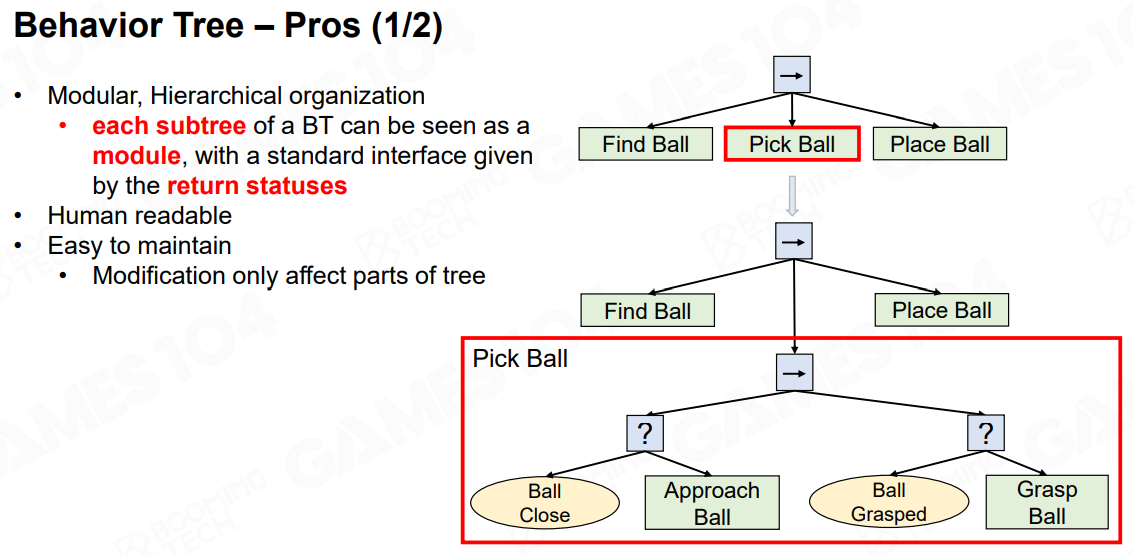 Behavior Tree – Pros (1/2)
• Modular, Hierarchical organization
• each subtree of a BT can be seen as a
module, with a standard interface given
by the return statuses
• Human readable
• Easy to maintain
• Modification only affect parts of tree
→
Find Ball
Pick Ball
Place Ball
→
Find Ball
Place Ball
Pick Ball
→
?
?
Ball
Close
Approach
Ball
Ball
Grasped
Grasp
Ball
GAMES104
BOOMING
TECH